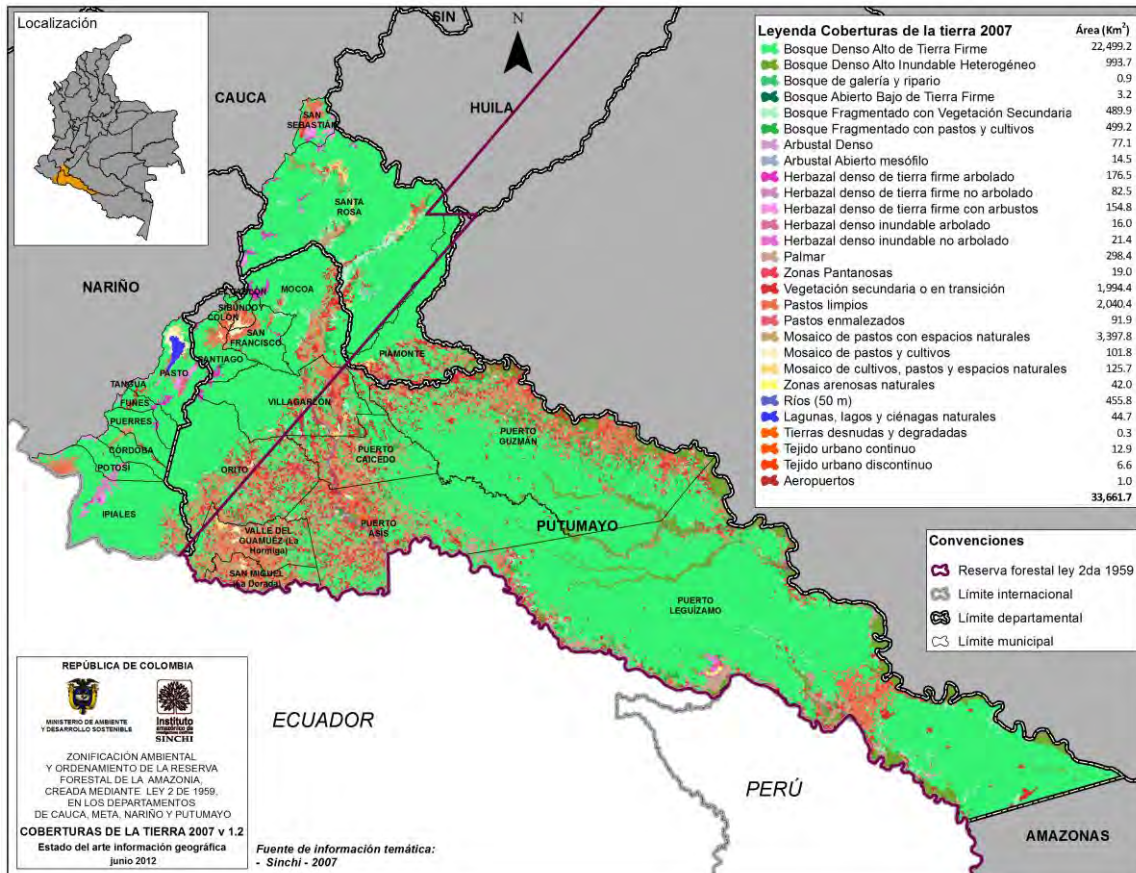 Localización
SIN
N
CAUCA
HUILA
NARIÑO
SAN
SEBASTIÁN
SANTA
ROSA
MOCOA
SIBUNDOY
COLÓN
SAN
FRANCISCO
SANTIAGO
PASTO
TANGUA
FUNES
PUERRES
CÓRDOBA
POTOSÍ
IPIALES
PIAMONTE
VILLAGARZÓN
PUERTO
GUZMÁN
PUERTO
CAICEDO
ORITO
PUERTO
ASÍS
VALLE DEL
GUAMUÉZ (La
Hormiga)
SAN MIGUEL
(La Dorada)
PUTUMAYO
PUERTO
LEGUÍZAMO
ECUADOR
PERÚ
AMAZONAS
Leyenda Coberturas de la tierra 2007 Área (Km²)
Bosque Denso Alto de Tierra Firme 22,499.2
Bosque Denso Alto Inundable Heterogéneo 993.7
Bosque de galería y ripario 0.9
Bosque Abierto Bajo de Tierra Firme 3.2
Bosque Fragmentado con Vegetación Secundaria 489.9
Bosque Fragmentado con pastos y cultivos 499.2
Arbustal Denso 77.1
Arbustal Abierto mesófilo 14.5
Herbazal denso de tierra firme arbolado 176.5
Herbazal denso de tierra firme no arbolado 82.5
Herbazal denso de tierra firme con arbustos 154.8
Herbazal denso inundable arbolado 16.0
Herbazal denso inundable no arbolado 21.4
Palmar 298.4
Zonas Pantanosas 19.0
Vegetación secundaria o en transición 1,994.4
Pastos limpios 2,040.4
Pastos enmalezados 91.9
Mosaico de pastos con espacios naturales 3,397.8
Mosaico de pastos y cultivos 101.8
Mosaico de cultivos, pastos y espacios naturales 125.7
Zonas arenosas naturales 42.0
Ríos (50 m) 455.8
Lagunas, lagos y ciénagas naturales 44.7
Tierras desnudas y degradadas 0.3
Tejido urbano continuo 12.9
Tejido urbano discontinuo 6.6
Aeropuertos 1.0
33,661.7
Convenciones
Reserva forestal ley 2da 1959
Límite internacional
Límite departamental
Límite municipal
REPÚBLICA DE COLOMBIA
MINISTERIO DE AMBIENTE
Y DESARROLLO SOSTENIBLE
Instituto
SINCHI
ZONIFICACIÓN AMBIENTAL
Y ORDENAMIENTO DE LA RESERVA
FORESTAL DE LA AMAZONIA,
CREADA MEDIANTE LEY 2 DE 1959,
EN LOS DEPARTAMENTOS
DE CAUCA, META, NARIÑO Y PUTUMAYO
COBERTURAS DE LA TIERRA 2007 v 1.2
Estado del arte información geográfica
junio 2012
Fuente de información temática:
- Sinchi - 2007